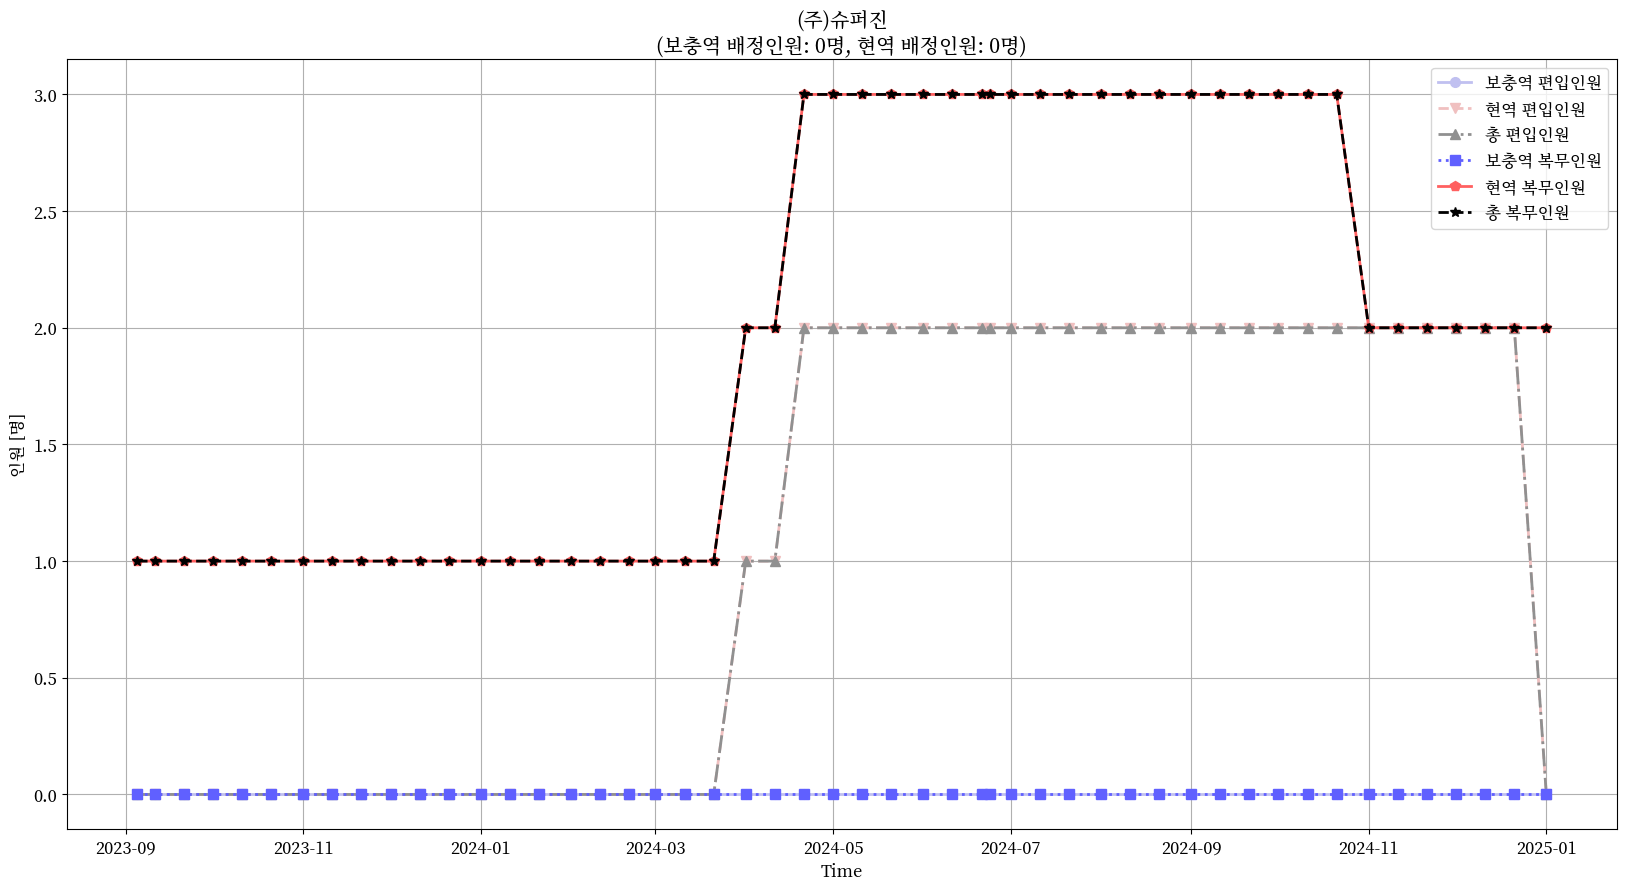 (주)슈퍼진
(보충역 배정인원: 0명, 현역 배정인원: 0명)
인원 [명]
3.0
2.5
2.0
1.5
1.0
0.5
0.0
보충역 편입인원
현역 편입인원
총 편입인원
보충역 복무인원
현역 복무인원
총 복무인원
2023-09 2023-11 2024-01 2024-03 2024-05 2024-07 2024-09 2024-11 2025-01
Time